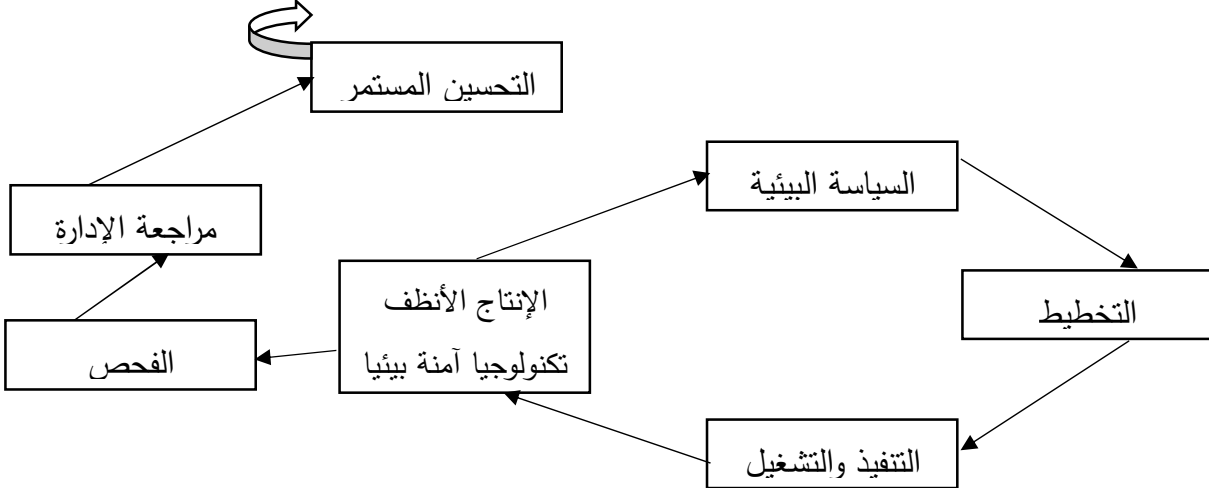 التحسين المستمر
السياسة البيئية
مراجعة الإدارة
الإنتاج الأنظف
تكنولوجيا آمنة بيئيا
التخطيط
الفحص
التنفيذ والتشغيل